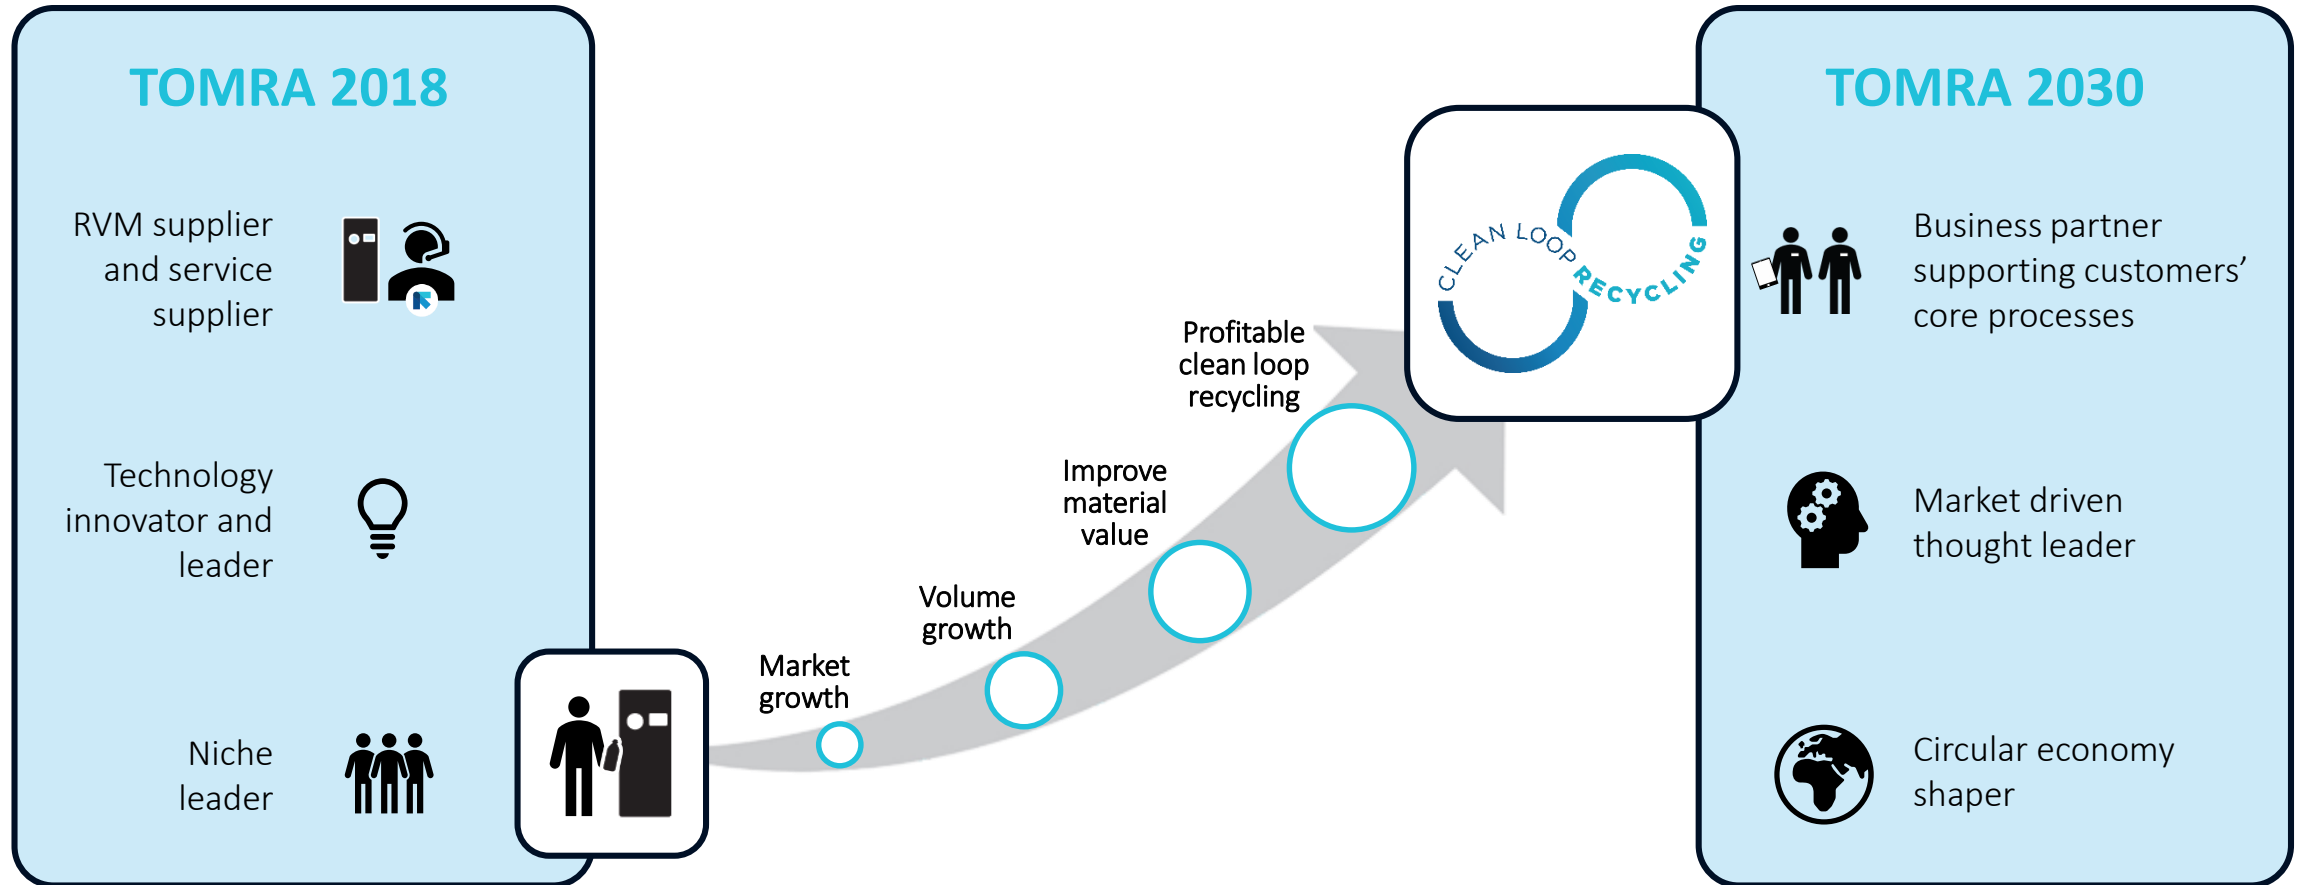 TOMRA 2018
RVM supplier
and service
supplier
Technology
innovator and
leader
Niche
leader
Market
growth
Volume
growth
Improve
material
value
Profitable
clean loop
recycling
CLEAN LOOP
RECYCLING
TOMRA 2030
Business partner
supporting customers’
core processes
Market driven
thought leader
Circular economy
shaper